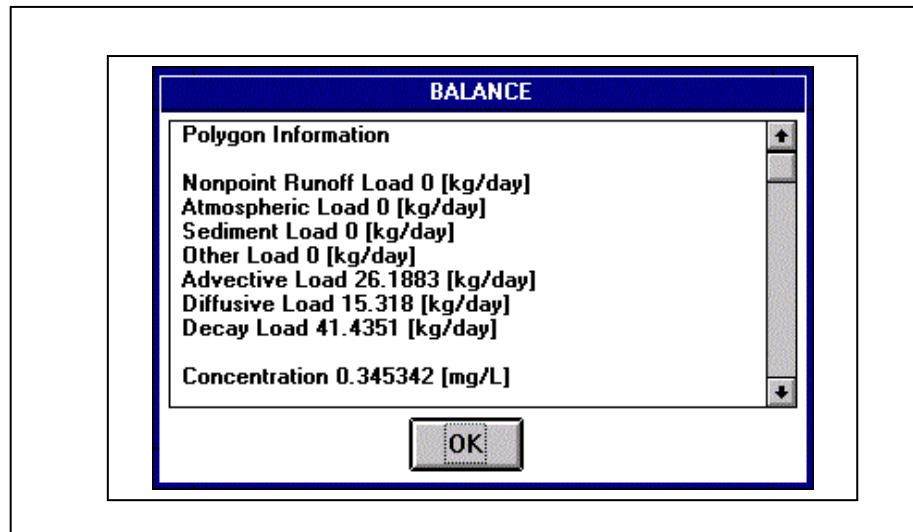 BALANCE
Polygon Information
Nonpoint Runoff Load 0 [kg/day]
Atmospheric Load 0 [kg/day]
Sediment Load 0 [kg/day]
Other Load 0 [kg/day]
Advective Load 26.1883 [kg/day]
Diffusive Load 15.318 [kg/day]
Decay Load 41.4351 [kg/day]
Concentration 0.345342 [mg/L]
OK